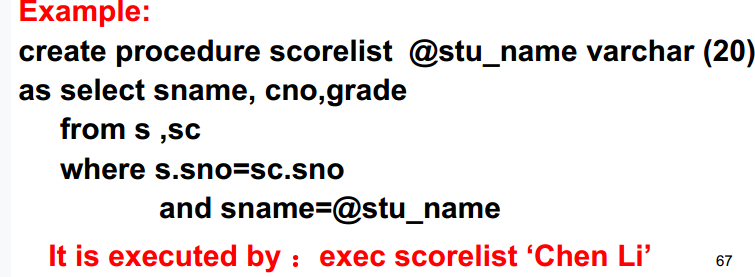 Example:
create procedure scorelist @stu_name varchar (20)
as select sname, cno,grade
from s ,sc
where s.sno=sc.sno
and sname=@stu_name
It is executed by ：exec scorelist ‘Chen Li’
67